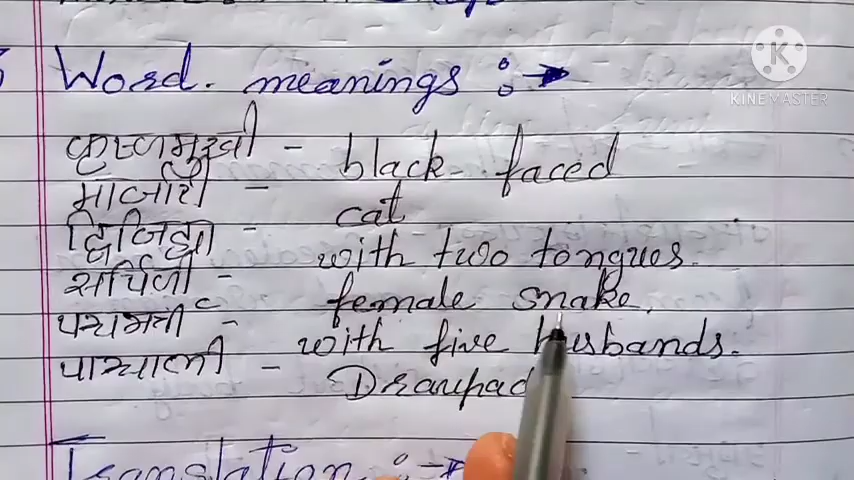 Word. meanings :→
कृष्णमुखी - black-faced
मार्जारी - cat
द्विजिह्वा - with two tongues.
सर्पिणी - female snake.
पञ्चभर्त्री - with five husbands.
पाञ्चाली - Draupad
Translation :→
KINEMASTER